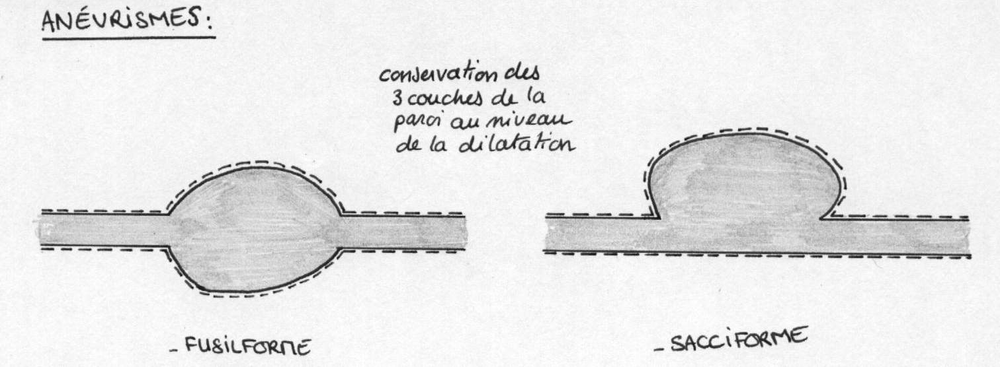 ANÉVRISMES:
conservation des
3 couches de la
paroi au niveau
de la dilatation
- FUSILFORME
- SACCIFORME